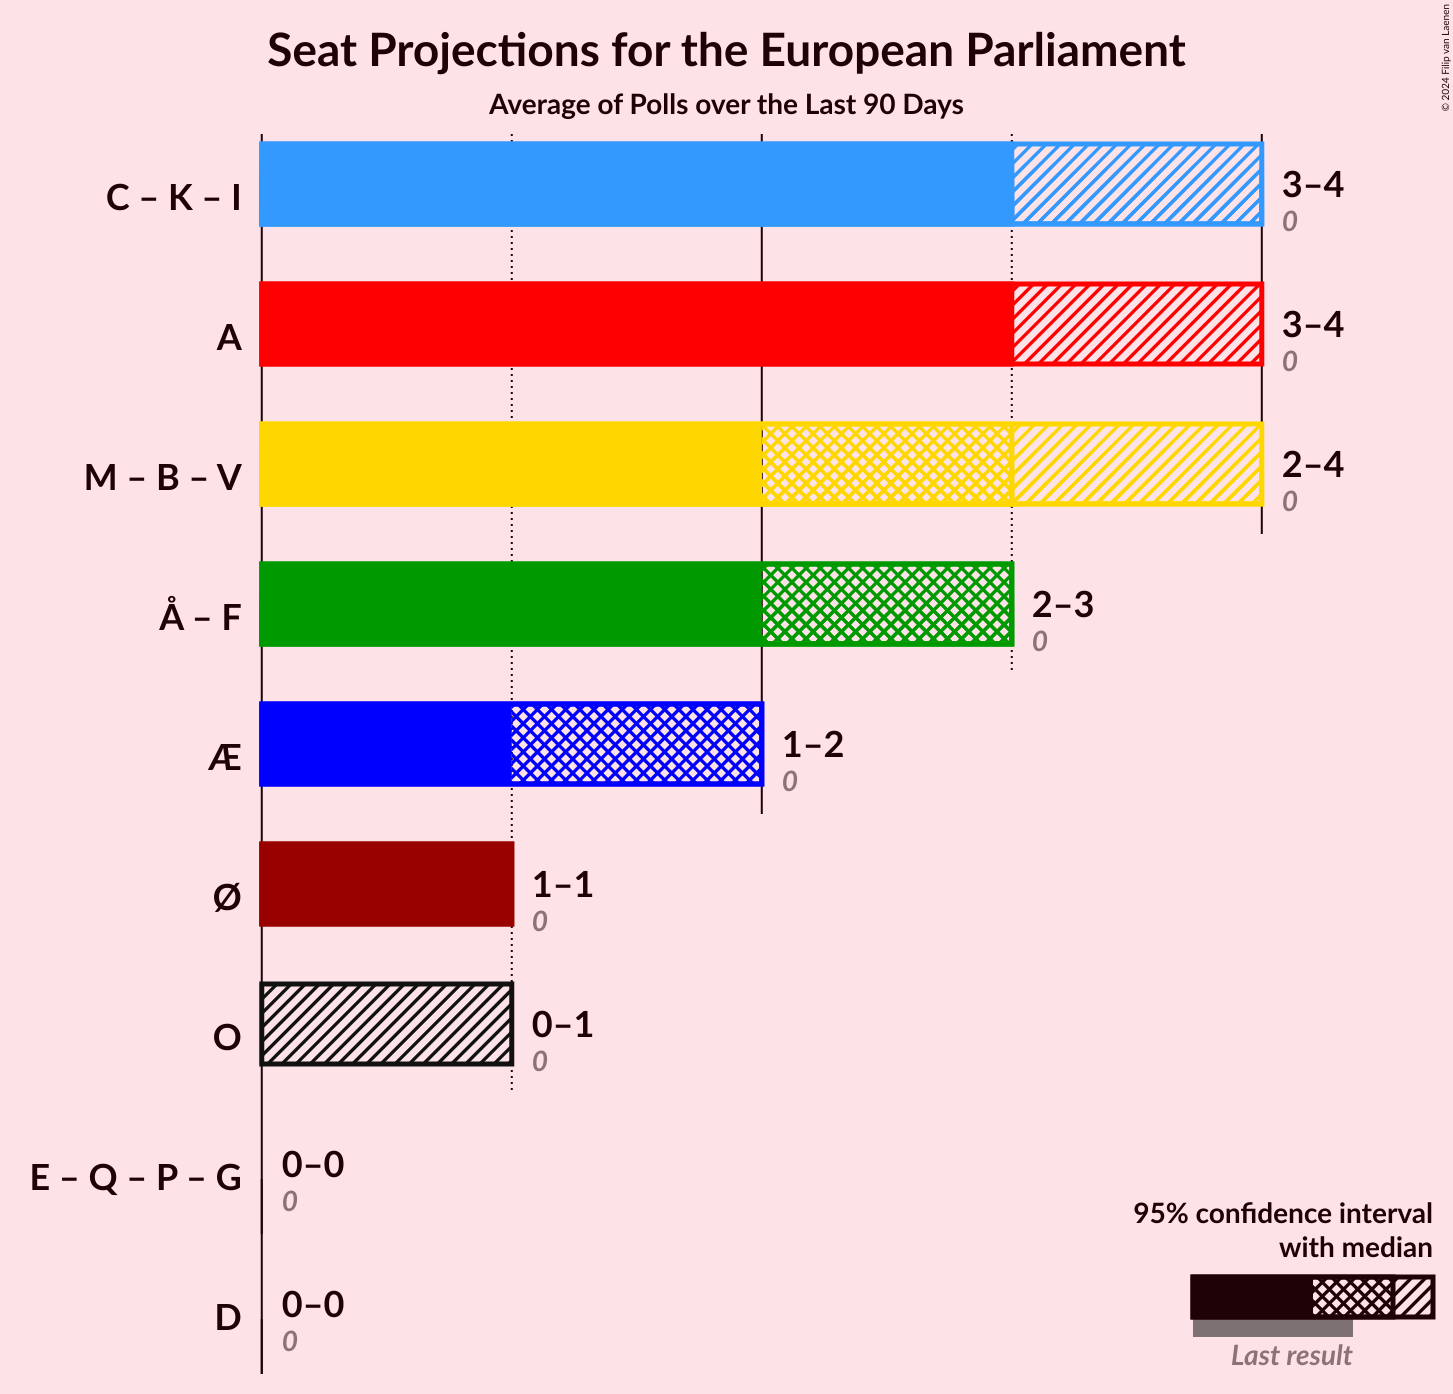 Seat Projections for the European Parliament
Average of Polls over the Last 90 Days
© 2024 Filip van Laenen
C – K – I
3–4
0
A
3–4
0
M – B – V
2–4
0
Å – F
2–3
0
Æ
1–2
0
Ø
1–1
0
O
0–1
0
E – Q – P – G
0–0
0
D
0–0
0
95% confidence interval
with median
Last result